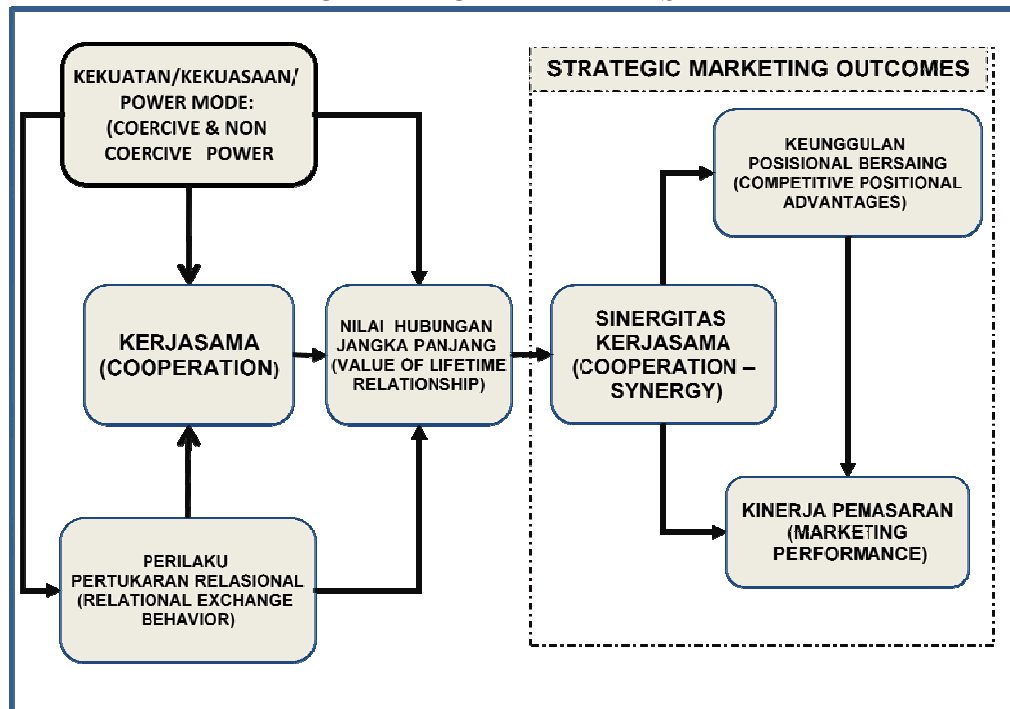 KEKUATAN/KEKUASAAN/
POWER MODE:
(COERCIVE & NON
COERCIVE POWER
STRATEGIC MARKETING OUTCOMES
KEUNGGULAN
POSISIONAL BERSAING
(COMPETITIVE POSITIONAL
ADVANTAGES)
KERJASAMA
(COOPERATION)
NILAI HUBUNGAN
JANGKA PANJANG
(VALUE OF LIFETIME
RELATIONSHIP)
SINERGITAS
KERJASAMA
(COOPERATION –
SYNERGY)
PERILAKU
PERTUKARAN RELASIONAL
(RELATIONAL EXCHANGE
BEHAVIOR)
KINERJA PEMASARAN
(MARKETING
PERFORMANCE)